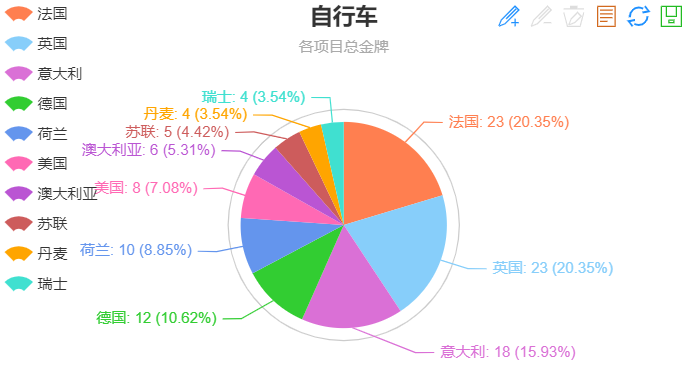 自行车
各项目总金牌
法国
英国
意大利
德国
荷兰
美国
澳大利亚
苏联
丹麦
瑞士
法国: 23 (20.35%)
英国: 23 (20.35%)
意大利: 18 (15.93%)
德国: 12 (10.62%)
荷兰: 10 (8.85%)
美国: 8 (7.08%)
澳大利亚: 6 (5.31%)
苏联: 5 (4.42%)
丹麦: 4 (3.54%)
瑞士: 4 (3.54%)